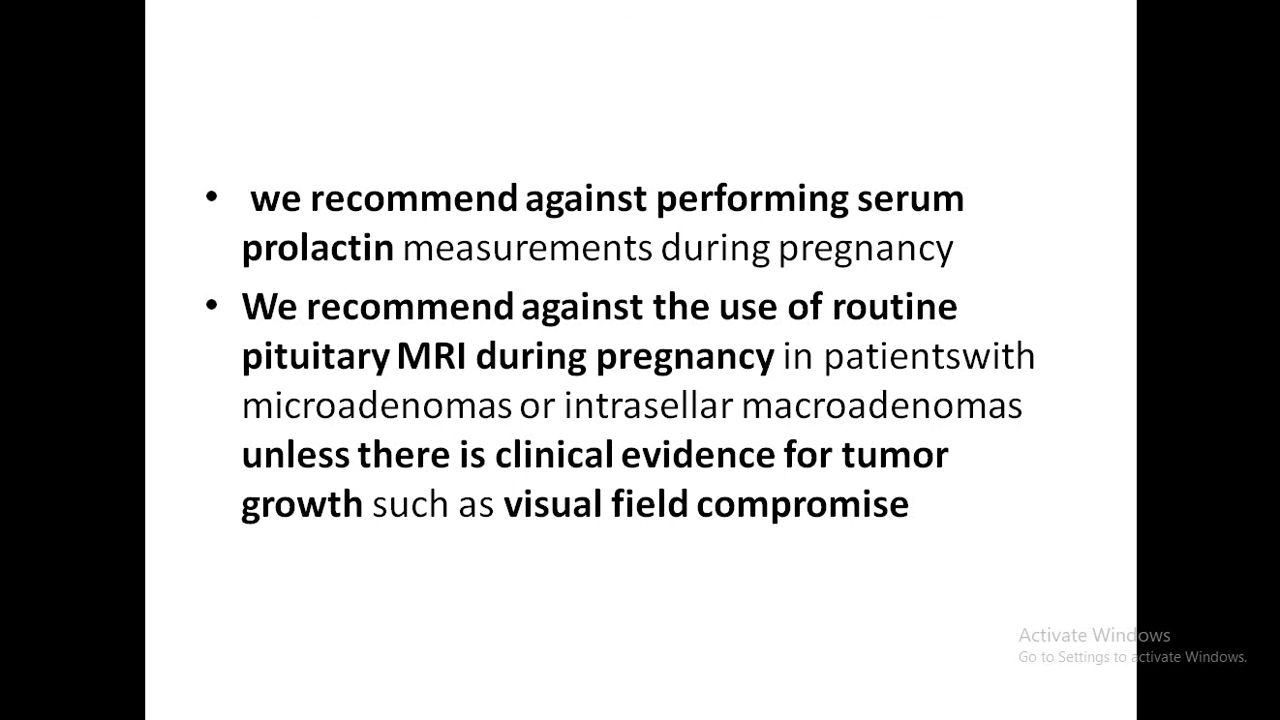 • we recommend against performing serum
prolactin measurements during pregnancy
• We recommend against the use of routine
pituitary MRI during pregnancy in patientswith
microadenomas or intrasellar macroadenomas
unless there is clinical evidence for tumor
growth such as visual field compromise
Activate Windows
Go to Settings to activate Windows.